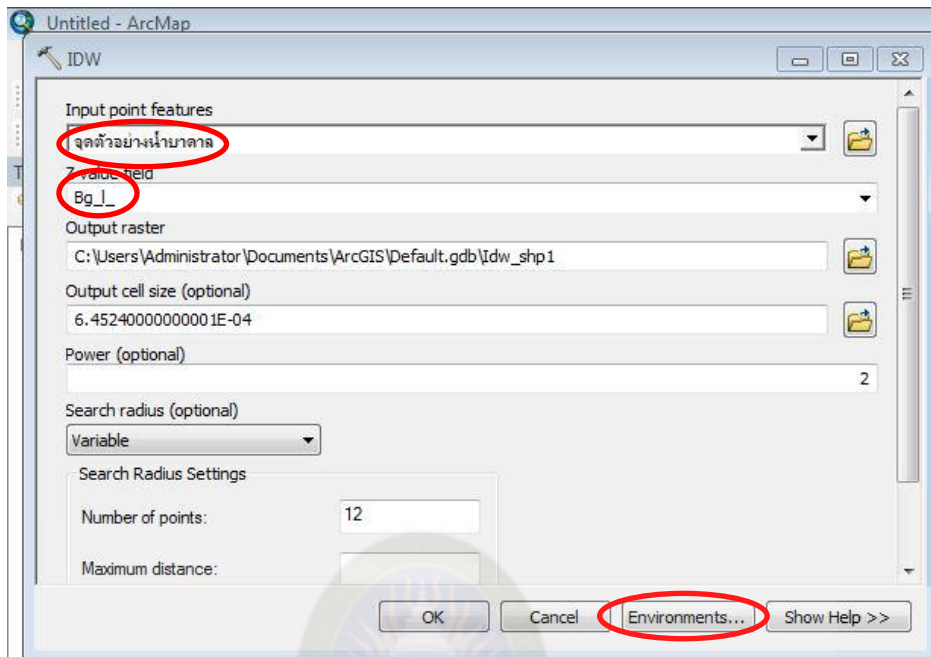 Untitled - ArcMap
IDW
Input point features
จุดตัวอย่างน้ำบาดาล
Z value field
Bg_l_
Output raster
C:\Users\Administrator\Documents\ArcGIS\Default.gdb\Idw_shp1
Output cell size (optional)
6.45240000000001E-04
Power (optional)
2
Search radius (optional)
Variable
Search Radius Settings
Number of points:
12
Maximum distance:
OK
Cancel
Environments...
Show Help >>